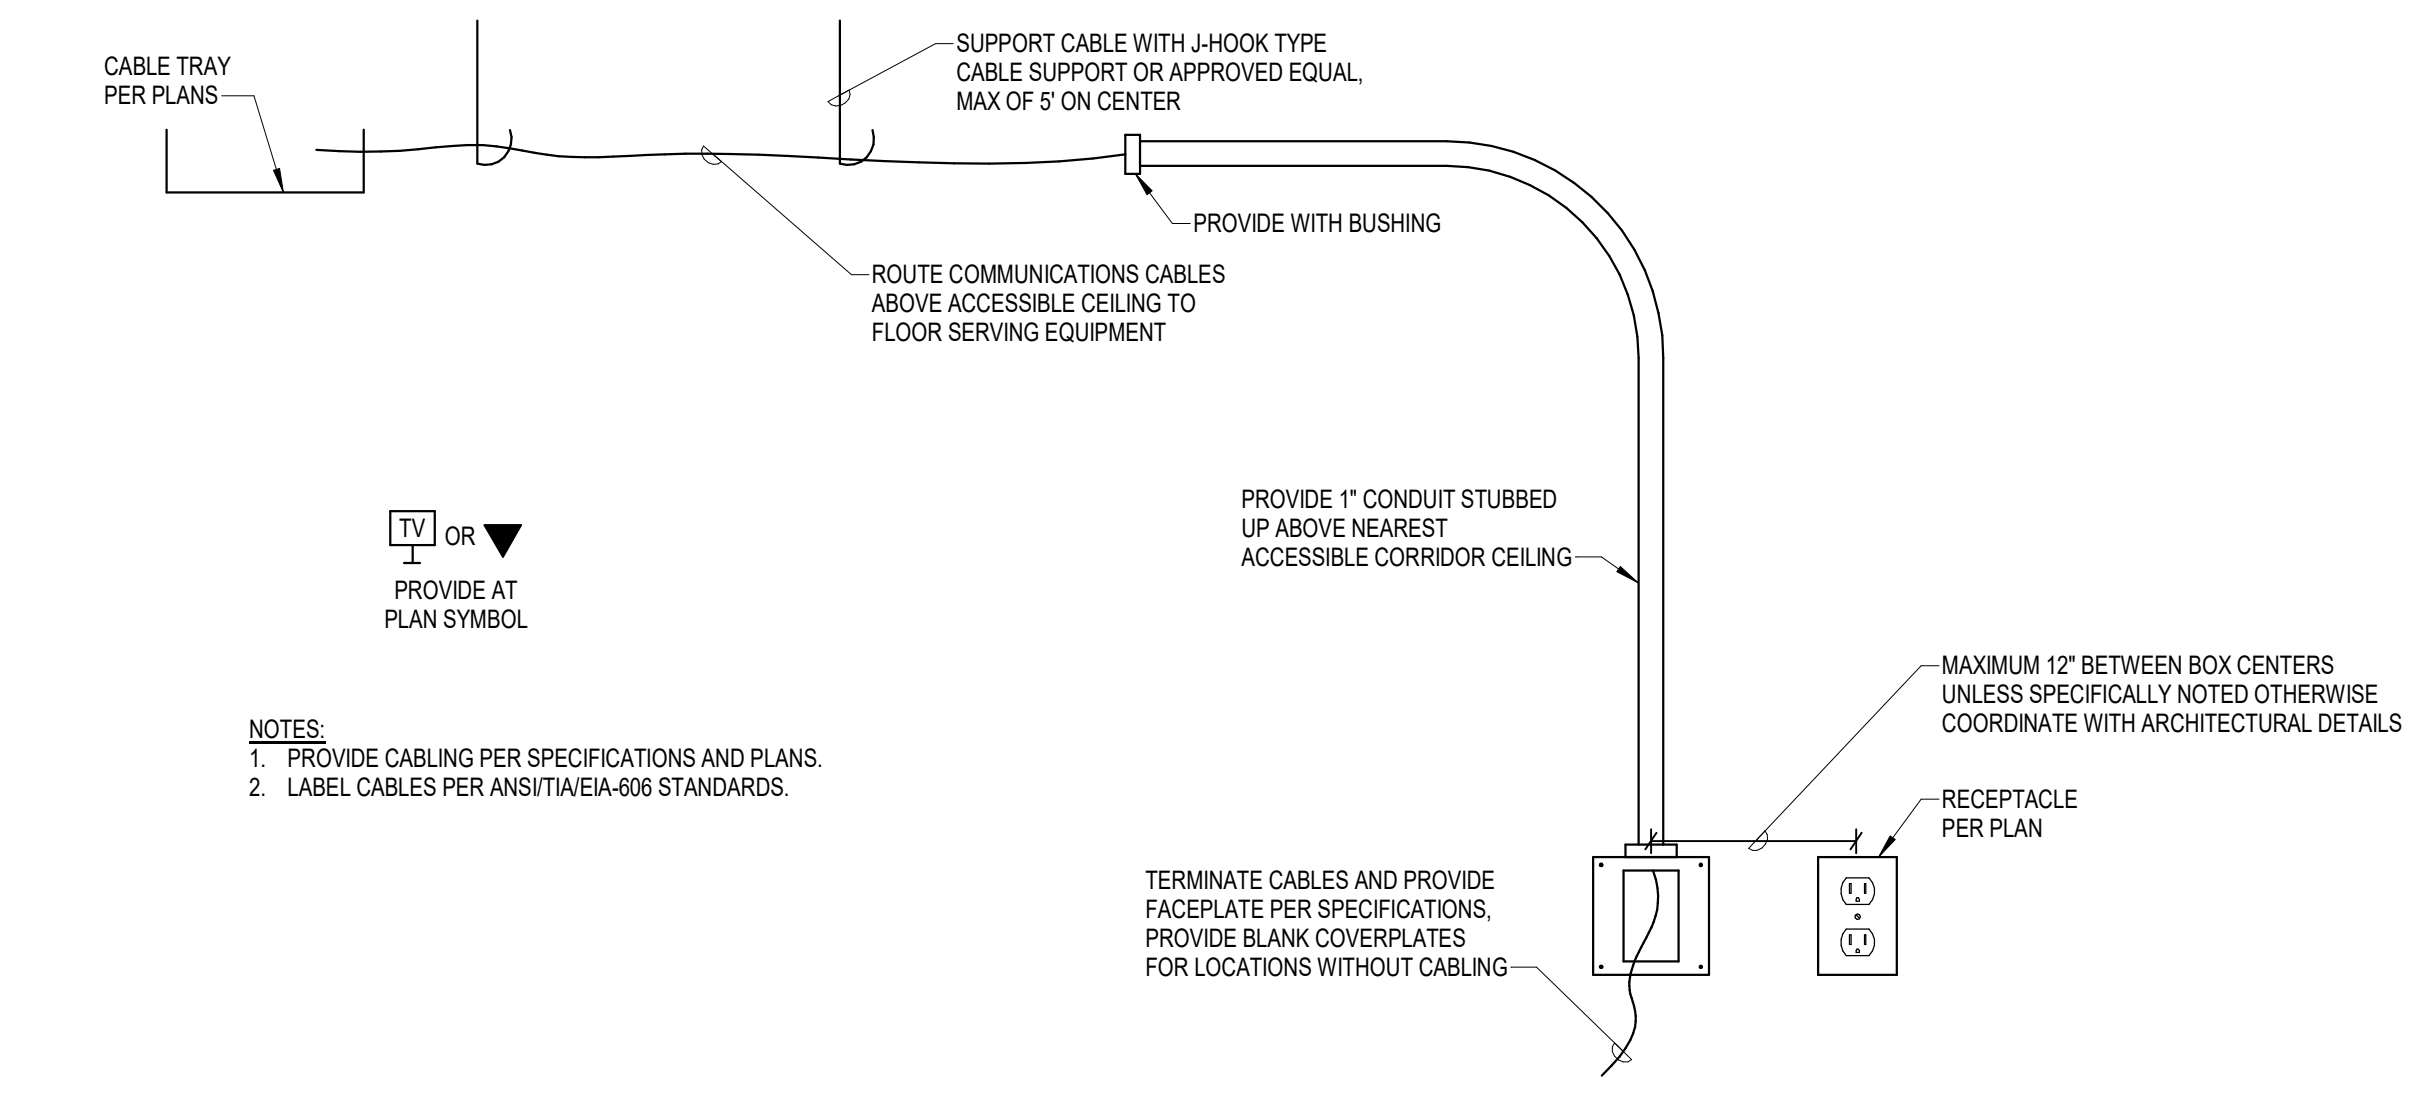 CABLE TRAY
PER PLANS
SUPPORT CABLE WITH J-HOOK TYPE
CABLE SUPPORT OR APPROVED EQUAL,
MAX OF 5' ON CENTER
PROVIDE WITH BUSHING
ROUTE COMMUNICATIONS CABLES
ABOVE ACCESSIBLE CEILING TO
FLOOR SERVING EQUIPMENT
PROVIDE 1" CONDUIT STUBBED
UP ABOVE NEAREST
ACCESSIBLE CORRIDOR CEILING
TV OR
PROVIDE AT
PLAN SYMBOL
MAXIMUM 12" BETWEEN BOX CENTERS
UNLESS SPECIFICALLY NOTED OTHERWISE
COORDINATE WITH ARCHITECTURAL DETAILS
NOTES:
1. PROVIDE CABLING PER SPECIFICATIONS AND PLANS.
2. LABEL CABLES PER ANSI/TIA/EIA-606 STANDARDS.
RECEPTACLE
PER PLAN
TERMINATE CABLES AND PROVIDE
FACEPLATE PER SPECIFICATIONS,
PROVIDE BLANK COVERPLATES
FOR LOCATIONS WITHOUT CABLING